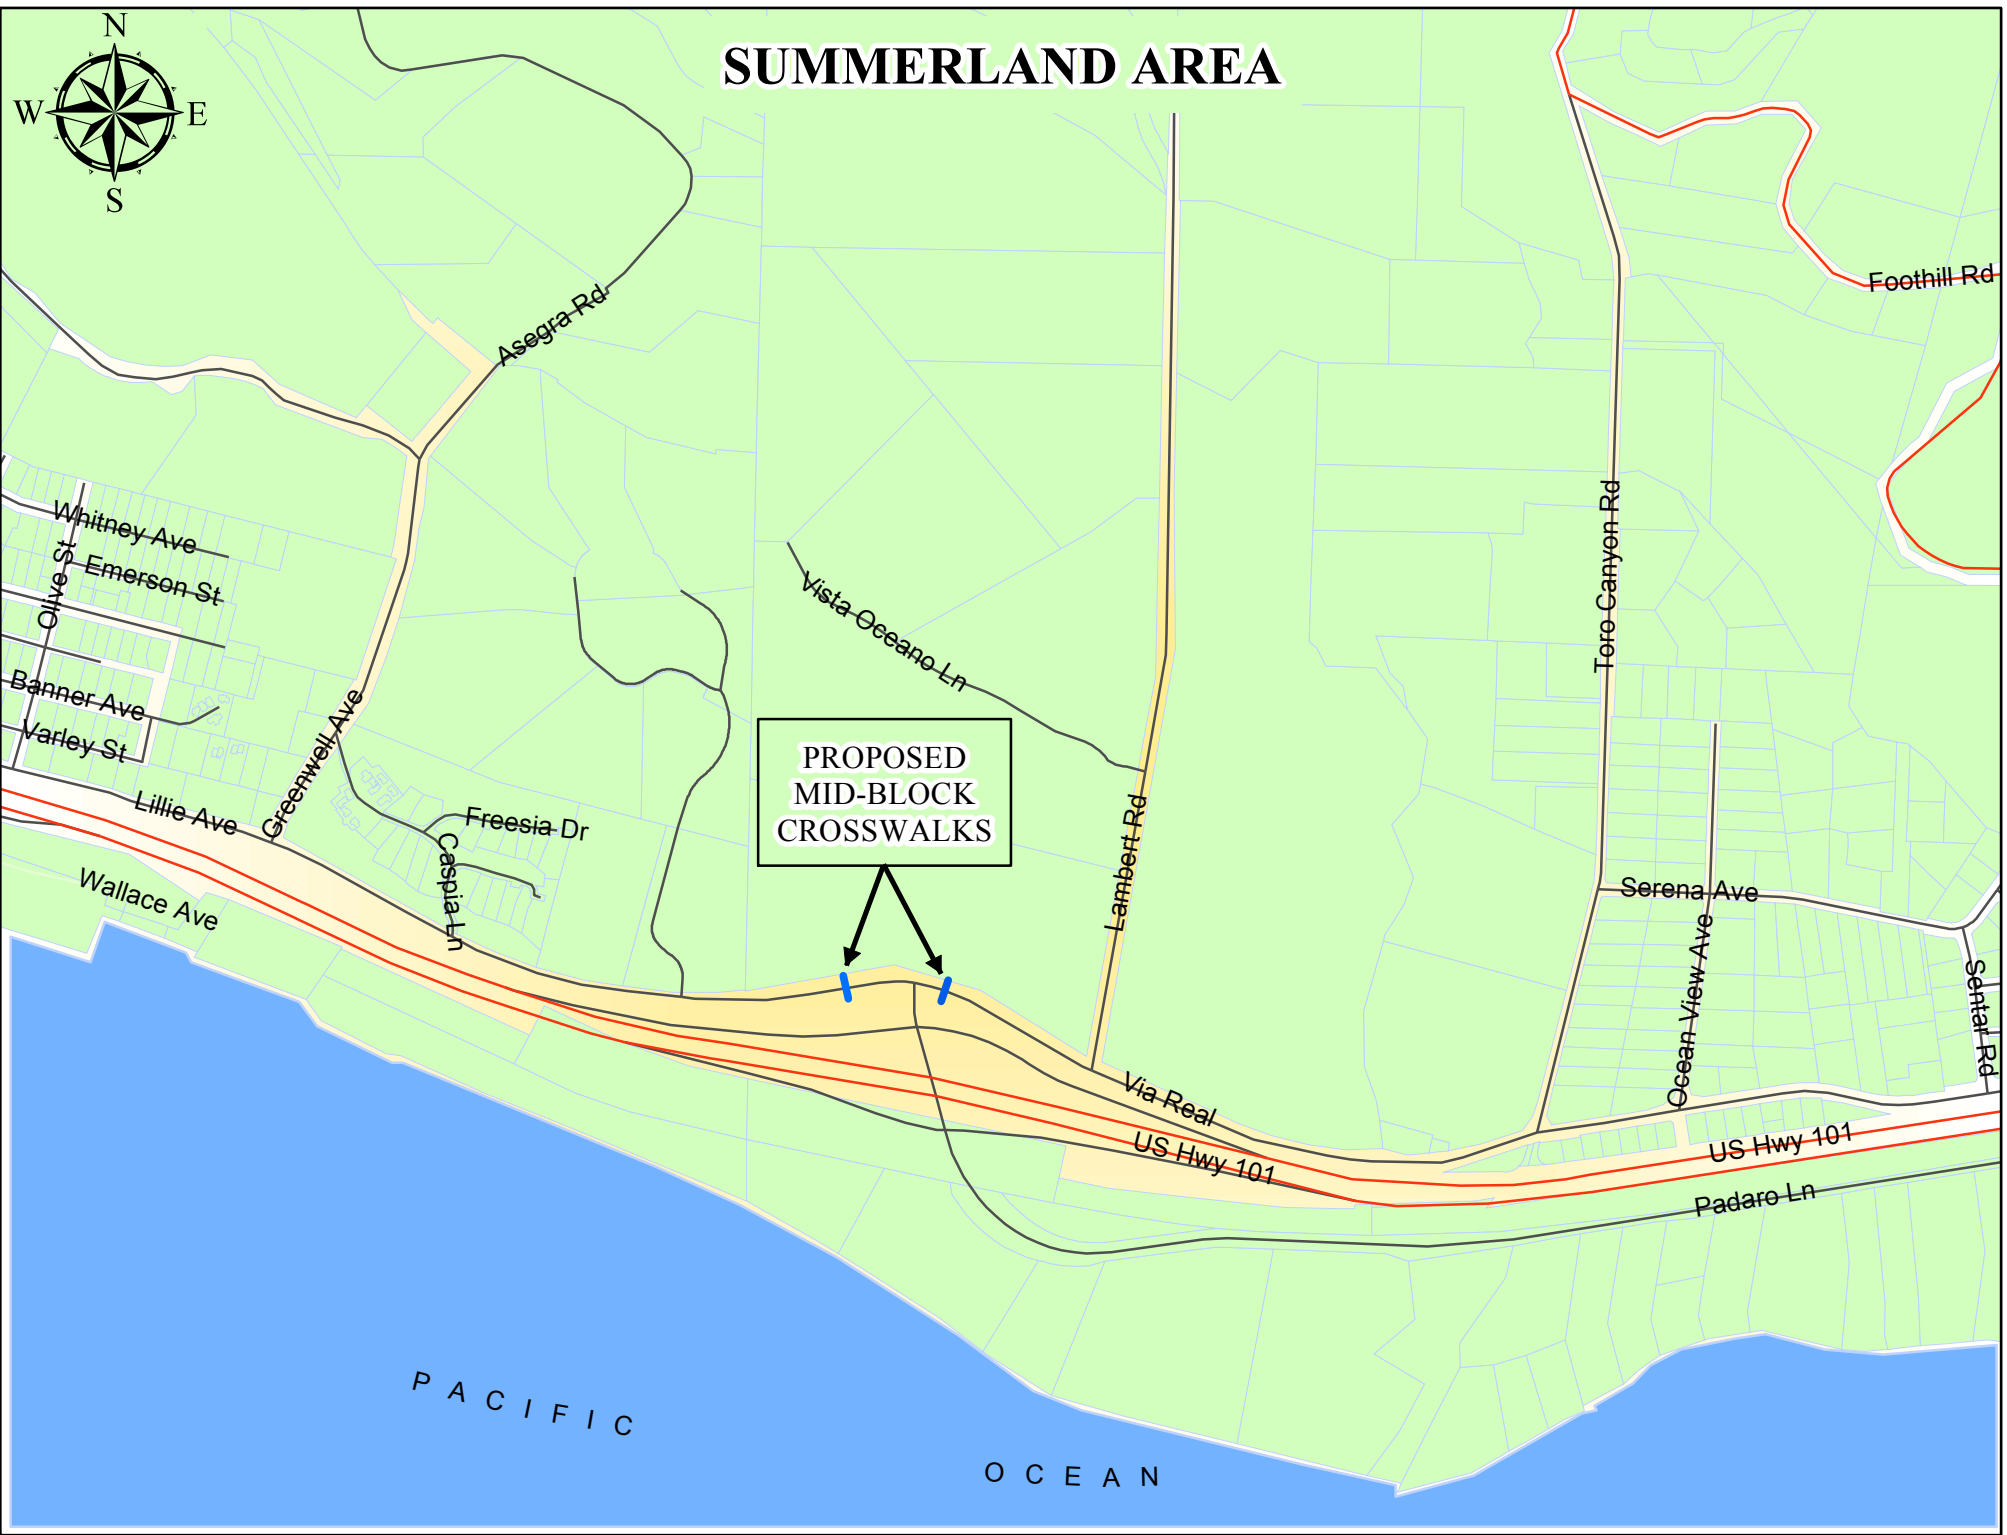 N
SUMMERLAND AREA
W
E
S
Foothill Rd
Asegra Rd
Whitney Ave
Emerson St
Olive St
Toro Canyon Rd
Vista Oceano Ln
Banner Ave
Varley St
Greenwell Ave
PROPOSED
MID-BLOCK
CROSSWALKS
Lillie Ave
Freesia Dr
Caspia Ln
Lambert Rd
Wallace Ave
Serena Ave
Ocean View Ave
Sentar Rd
Via Real
US Hwy 101
US Hwy 101
Padaro Ln
PACIFIC
OCEAN